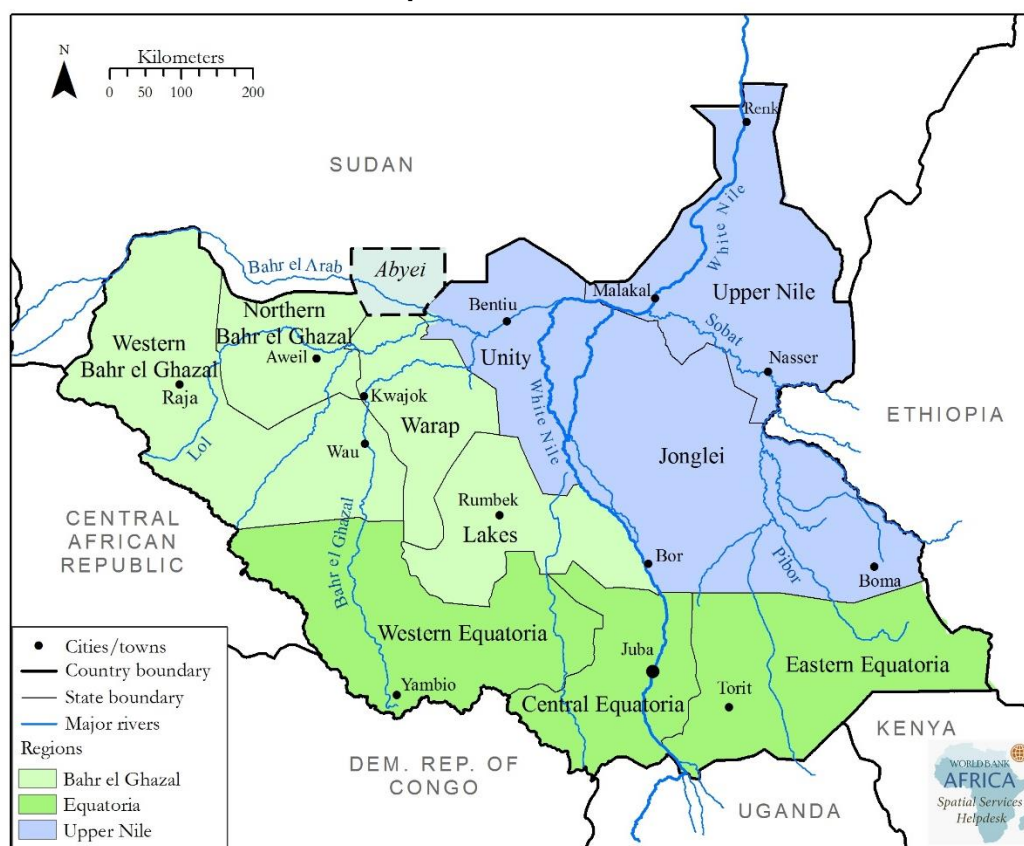 N
Kilometers
0 50 100 200
SUDAN
Renk
White Nile
Bahr el Arab
Abyei
Malakal
Upper Nile
Bentiu
Northern
Bahr el Ghazal
Sobat
Western
Bahr el Ghazal
Aweil
Unity
Nasser
Raja
Kwajok
White Nile
ETHIOPIA
Warap
Lol
Wau
Jonglei
Rumbek
Lakes
CENTRAL
AFRICAN
REPUBLIC
Bahr el Ghazal
Bor
Pibor
Boma
Western Equatoria
Juba
Eastern Equatoria
Yambio
Central Equatoria
Torit
KENYA
DEM. REP. OF
CONGO
UGANDA
Cities/towns
Country boundary
State boundary
Major rivers
Regions
Bahr el Ghazal
Equatoria
Upper Nile
WORLD BANK
AFRICA
Spatial Services
Helpdesk